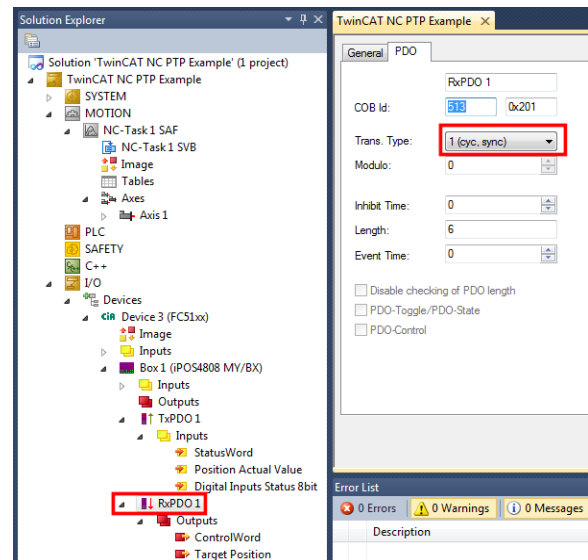 Solution Explorer
Solution 'TwinCAT NC PTP Example' (1 project)
TwinCAT NC PTP Example
SYSTEM
MOTION
NC-Task 1 SAF
NC-Task 1 SVB
Image
Tables
Axes
Axis 1
PLC
SAFETY
C++
I/O
Devices
Device 3 (FC51xx)
Image
Inputs
Box 1 (iPOS4808 MY/BX)
Inputs
Outputs
TxPDO 1
Inputs
StatusWord
Position Actual Value
Digital Inputs Status 8bit
RxPDO 1
Outputs
ControlWord
Target Position
TwinCAT NC PTP Example
General PDO
RxPDO 1
COB Id: 513 0x201
Trans. Type: 1 (cyc, sync)
Modulo: 0
Inhibit Time: 0
Length: 6
Event Time: 0
Disable checking of PDO length
PDO-Toggle/PDO-State
PDO-Control
Error List
0 Errors 0 Warnings 0 Messages
Description